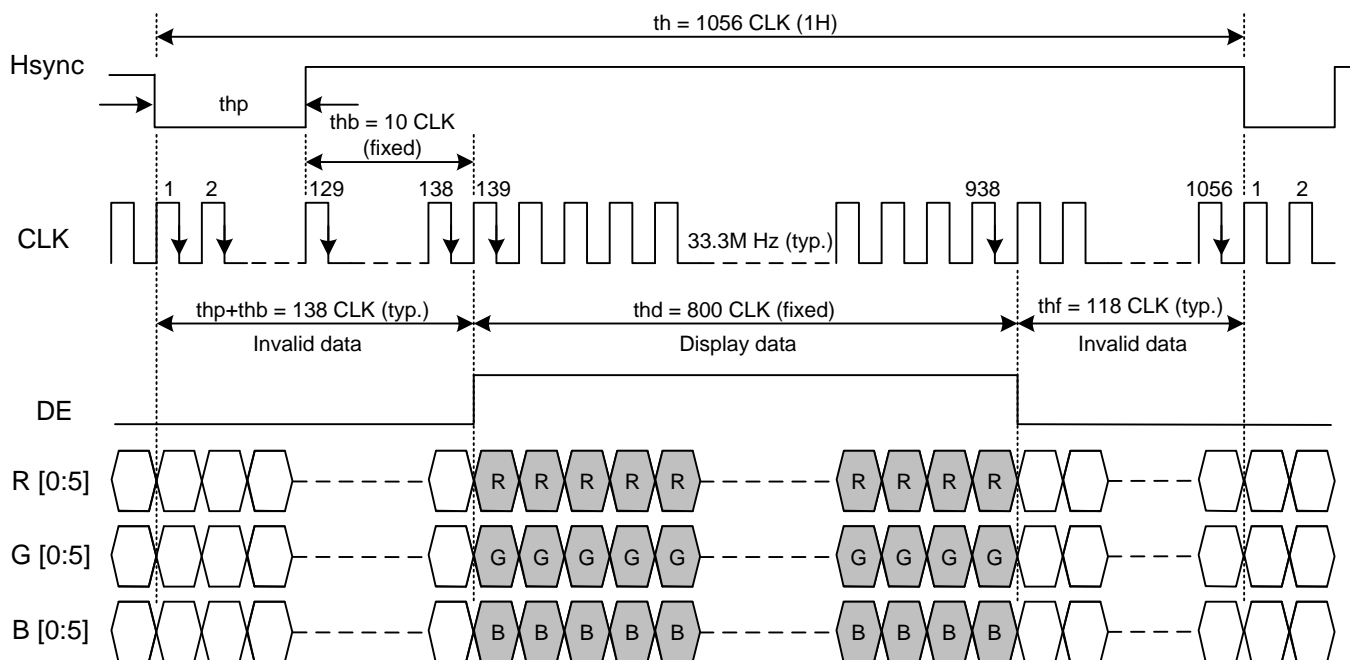 th = 1056 CLK (1H)
Hsync
thp
thb = 10 CLK
(fixed)
1 2 129 138 139 938 1056 1 2
CLK
33.3M Hz (typ.)
thp+thb = 138 CLK (typ.) thd = 800 CLK (fixed) thf = 118 CLK (typ.)
Invalid data Display data Invalid data
DE
R [0:5] R R R R R R R R R
G [0:5] G G G G G G G G G
B [0:5] B B B B B B B B B